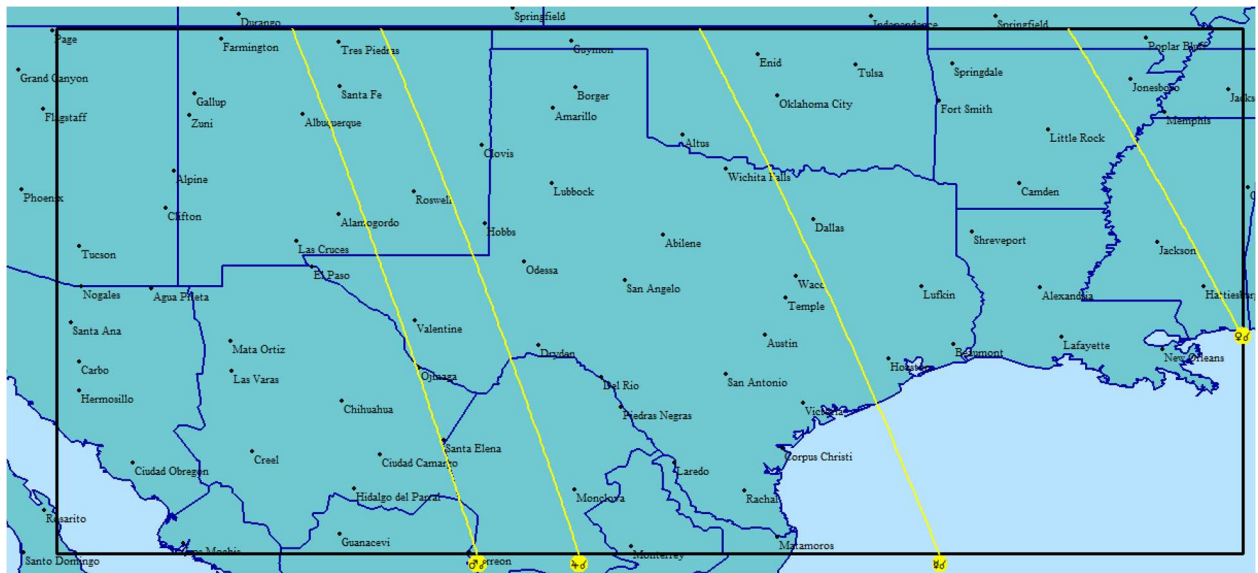 Springfield
Durango
Independence
Springfield
Page
Farmington
Tres Piedras
Guymon
Poplar Bluff
Grand Canyon
Enid
Tulsa
Springdale
Jonesboro
Gallup
Santa Fe
Borger
Oklahoma City
Fort Smith
Flagstaff
Zuni
Albuquerque
Amarillo
Memphis
Little Rock
Clovis
Altus
Alpine
Wichita Falls
Phoenix
Clifton
Roswell
Lubbock
Camden
Alamogordo
Hobbs
Dallas
Tucson
Las Cruces
Abilene
Shreveport
Jackson
El Paso
Odessa
San Angelo
Waco
Nogales
Agua Prieta
Temple
Lufkin
Alexandria
Hattiesburg
Santa Ana
Valentine
Mata Ortiz
Dryden
Austin
Beaumont
Lafayette
New Orleans
Carbo
Las Varas
Ojinaga
Del Rio
San Antonio
Houston
Hermosillo
Chihuahua
Piedras Negras
Victoria
Santa Elena
Ciudad Obregon
Creel
Ciudad Camargo
Laredo
Corpus Christi
Hidalgo del Parral
Monclova
Rachal
Rosarito
Guanacevi
Matamoros
Santo Domingo
Monterrey